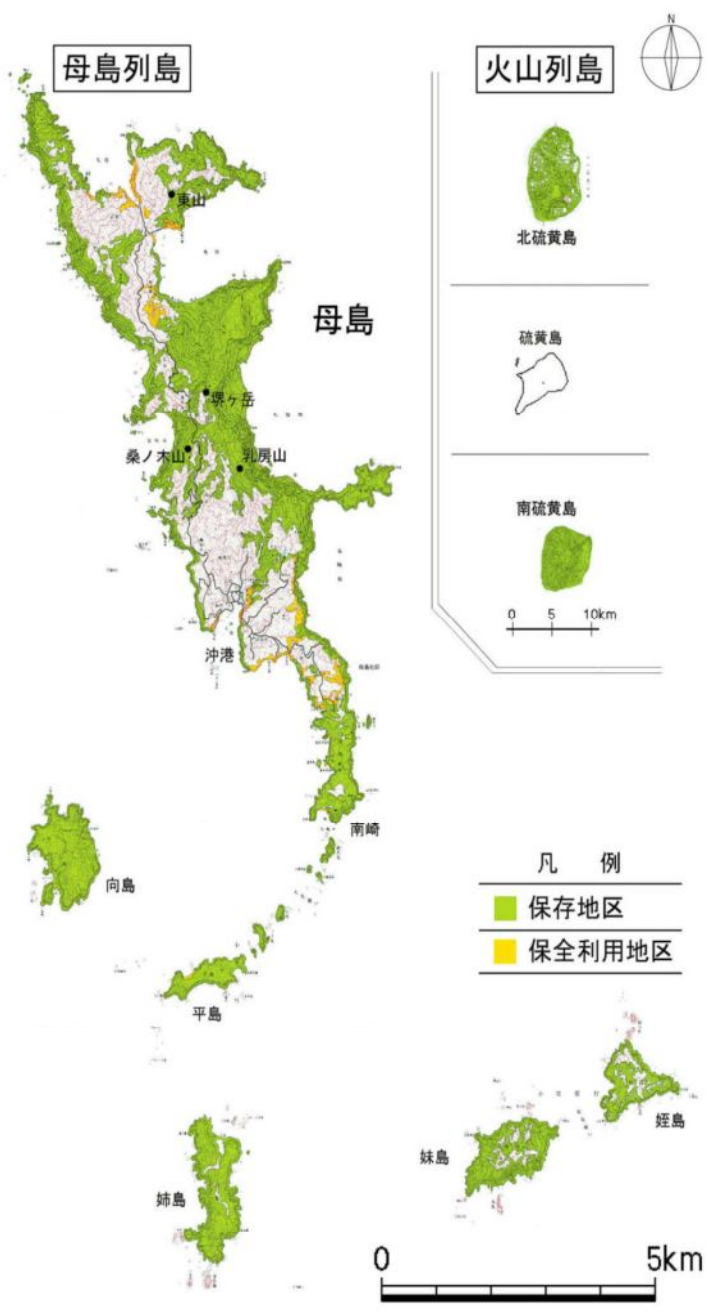 母島列島
火山列島
N
東山
北硫黄島
母島
硫黄島
堺ヶ岳
桑ノ木山
乳房山
南硫黄島
0 5 10km
沖港
南崎
向島
凡 例
保存地区
保全利用地区
平島
姪島
妹島
姉島
0 5km